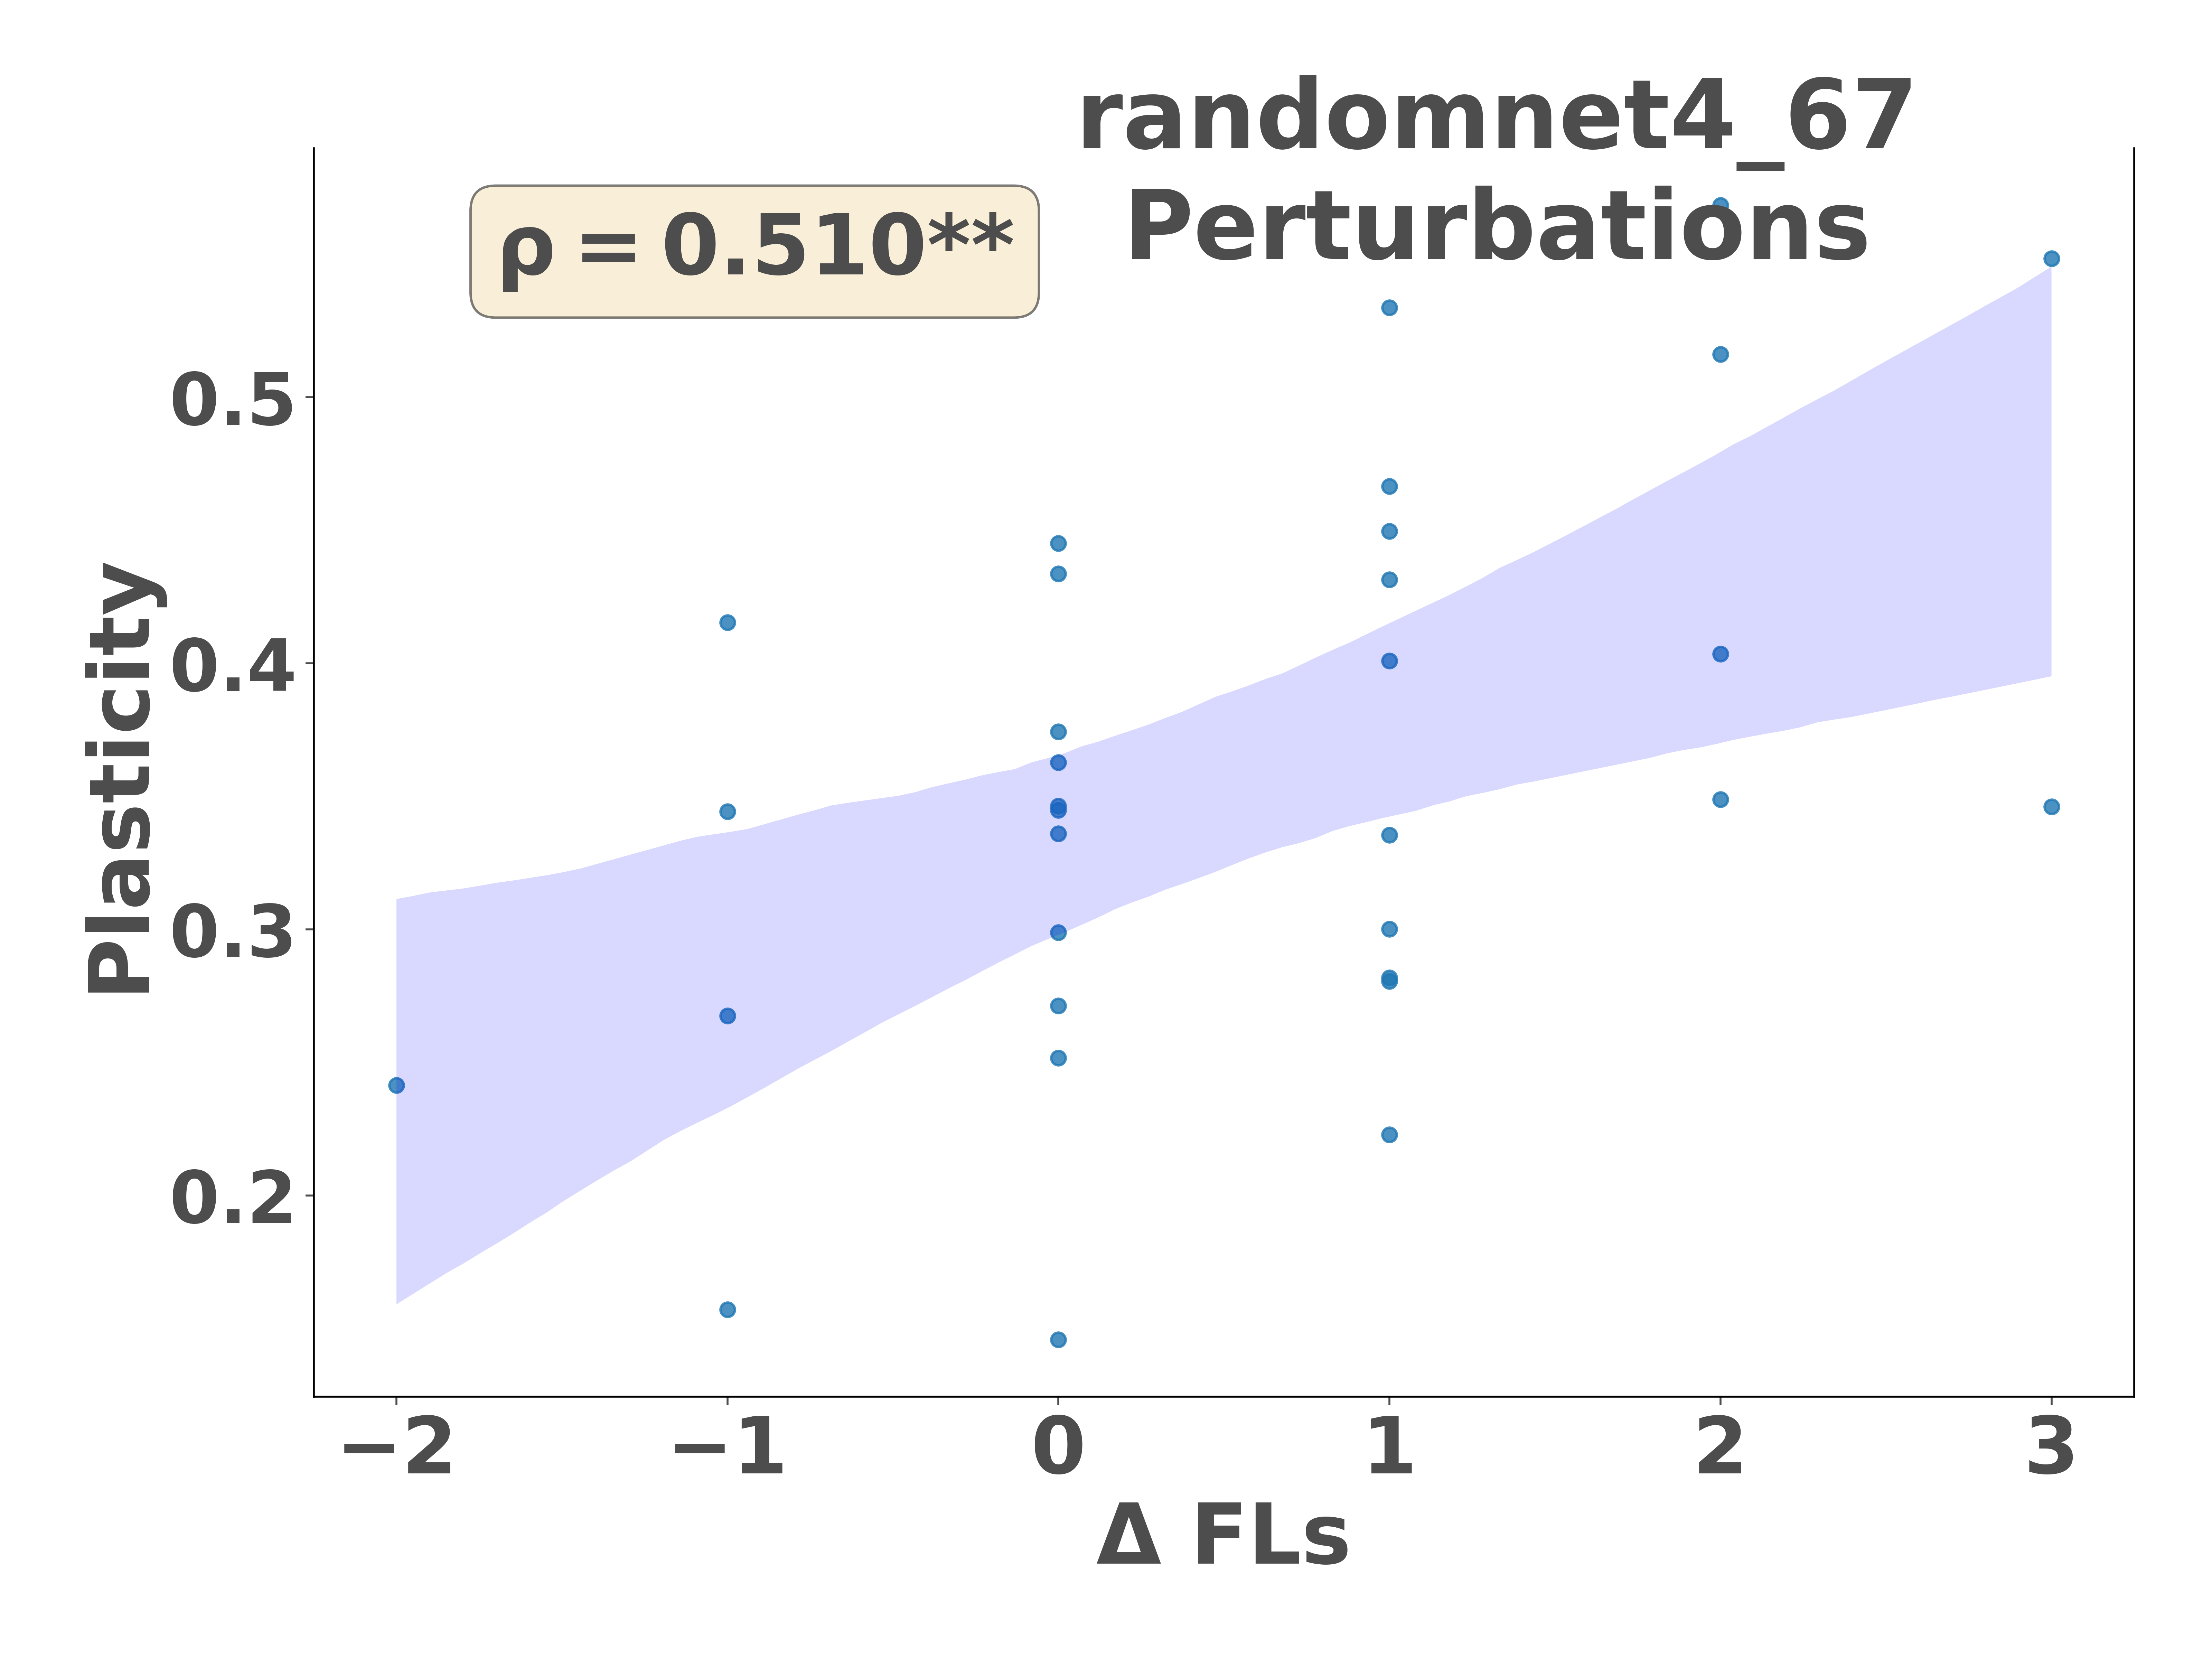 randomnet4_67
Perturbations
ρ = 0.510**
Plasticity
0.5
0.4
0.3
0.2
−2 −1 0 1 2 3
Δ FLs